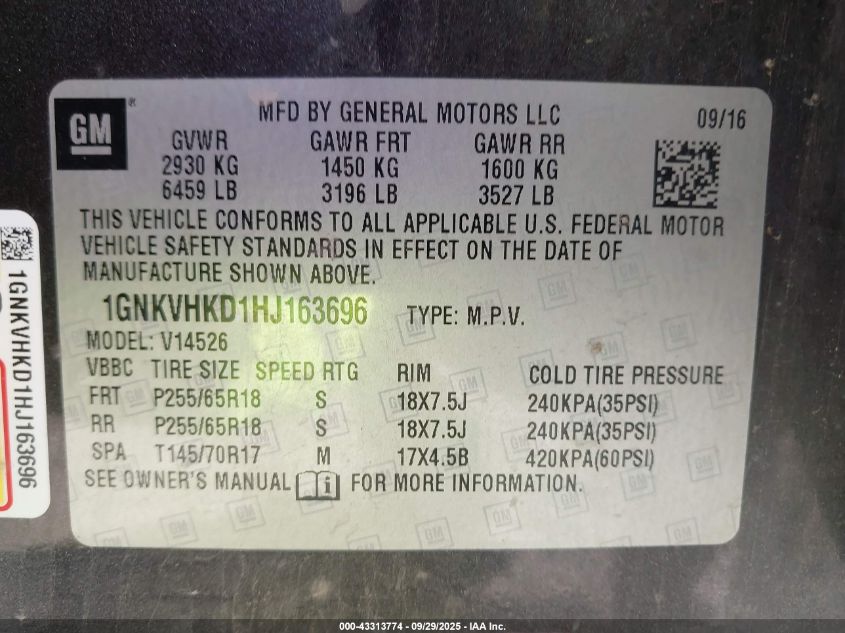 GM
MFD BY GENERAL MOTORS LLC 09/16
GVWR GAWR FRT GAWR RR
2930 KG 1450 KG 1600 KG
6459 LB 3196 LB 3527 LB
THIS VEHICLE CONFORMS TO ALL APPLICABLE U.S. FEDERAL MOTOR
VEHICLE SAFETY STANDARDS IN EFFECT ON THE DATE OF
MANUFACTURE SHOWN ABOVE.
1GNKVHKD1HJ163696 TYPE: M.P.V.
MODEL: V14526
VBBC TIRE SIZE SPEED RTG RIM COLD TIRE PRESSURE
FRT P255/65R18 S 18X7.5J 240KPA(35PSI)
RR P255/65R18 S 18X7.5J 240KPA(35PSI)
SPA T145/70R17 M 17X4.5B 420KPA(60PSI)
SEE OWNER'S MANUAL i FOR MORE INFORMATION.
1GNKVHKD1HJ163696
000-43313774 - 09/29/2025 - IAA Inc.